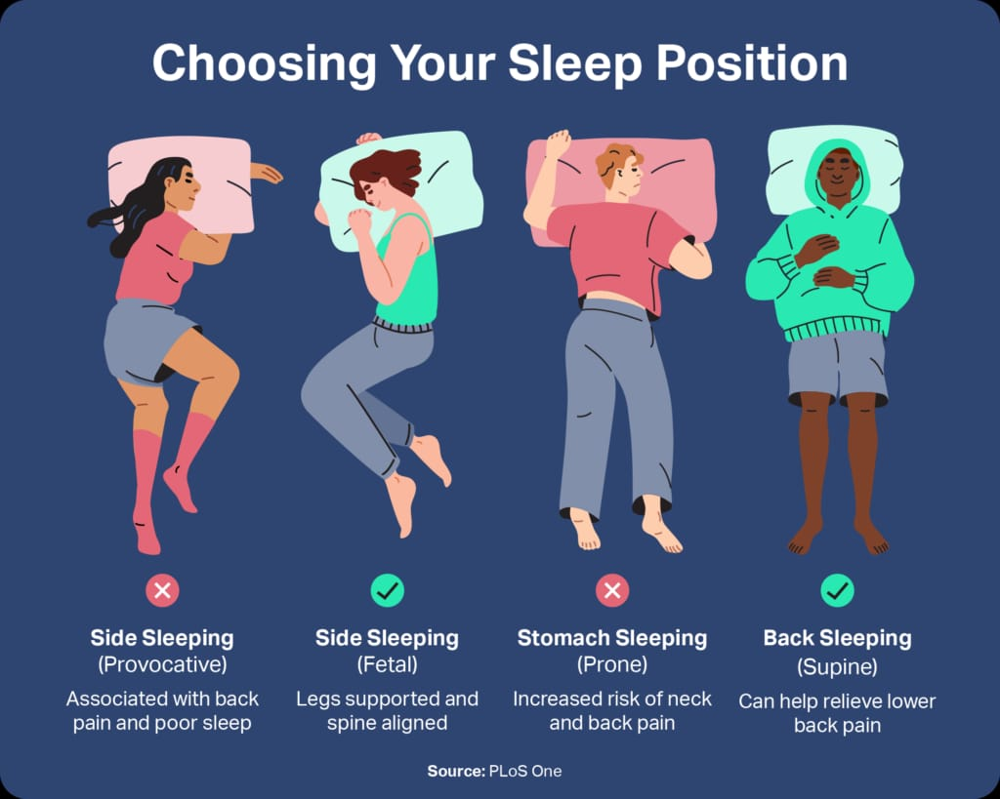 Choosing Your Sleep Position
Side Sleeping
(Provocative)
Associated with back
pain and poor sleep
Side Sleeping
(Fetal)
Legs supported and
spine aligned
Stomach Sleeping
(Prone)
Increased risk of neck
and back pain
Back Sleeping
(Supine)
Can help relieve lower
back pain
Source: PLoS One